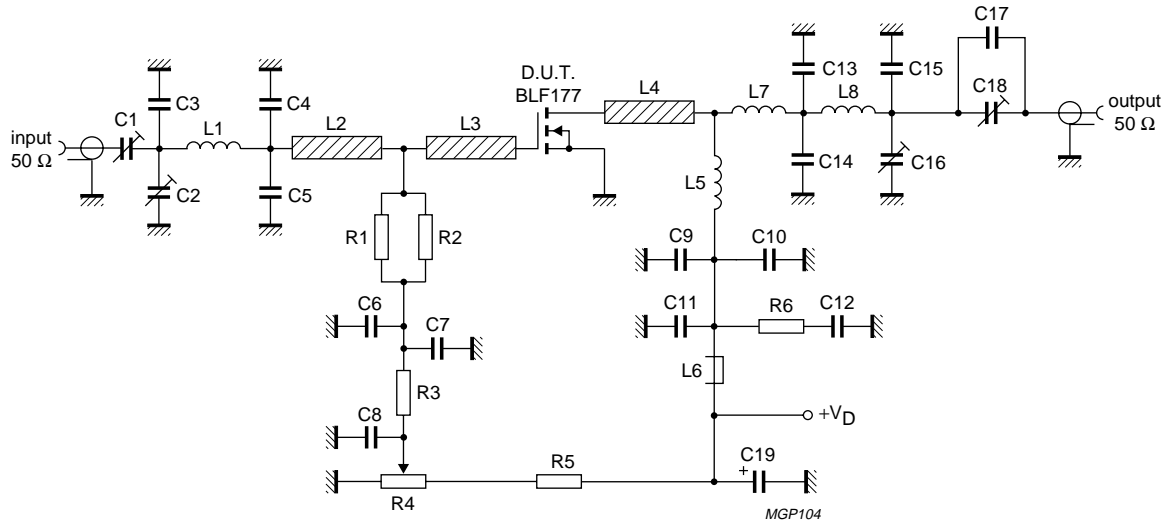 C17
D.U.T.
BLF177
C3
C4
C13
C15
L4
L7
L8
C18
output
50 Ω
input
50 Ω
C1
L1
L2
L3
C2
C5
C14
C16
L5
R1
R2
C9
C10
C6
C7
C11
R6
C12
L6
R3
C8
+VD
C19
+
R4
R5
MGP104